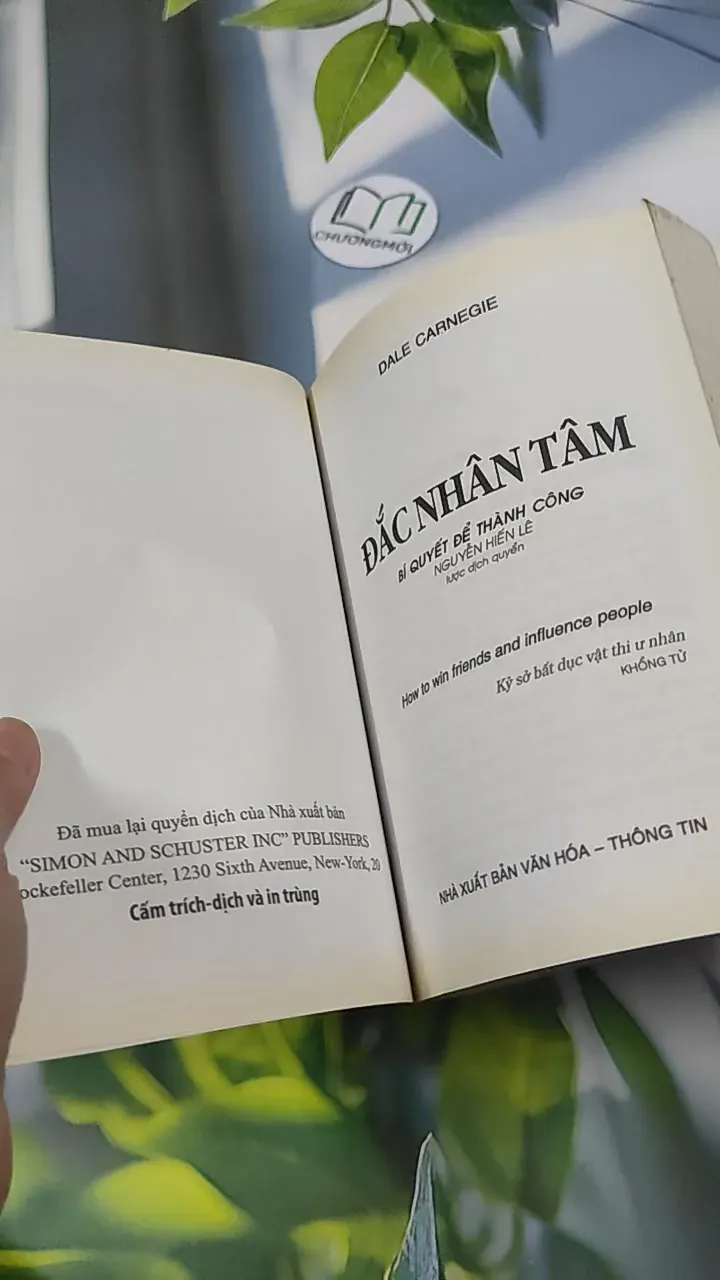 CHƯƠNGMỚI
Đã mua lại quyền dịch của Nhà xuất bản
“SIMON AND SCHUSTER INC” PUBLISHERS
ockefeller Center, 1230 Sixth Avenue, New-York, 20
Cấm trích-dịch và in trùng
DALE CARNEGIE
ĐẮC NHÂN TÂM
BÍ QUYẾT ĐỂ THÀNH CÔNG
NGUYỄN HIẾN LÊ
lược dịch quyển
How to win friends and influence people
Kỷ sở bất dục vật thi ư nhân
KHỔNG TỬ
NHÀ XUẤT BẢN VĂN HÓA – THÔNG TIN